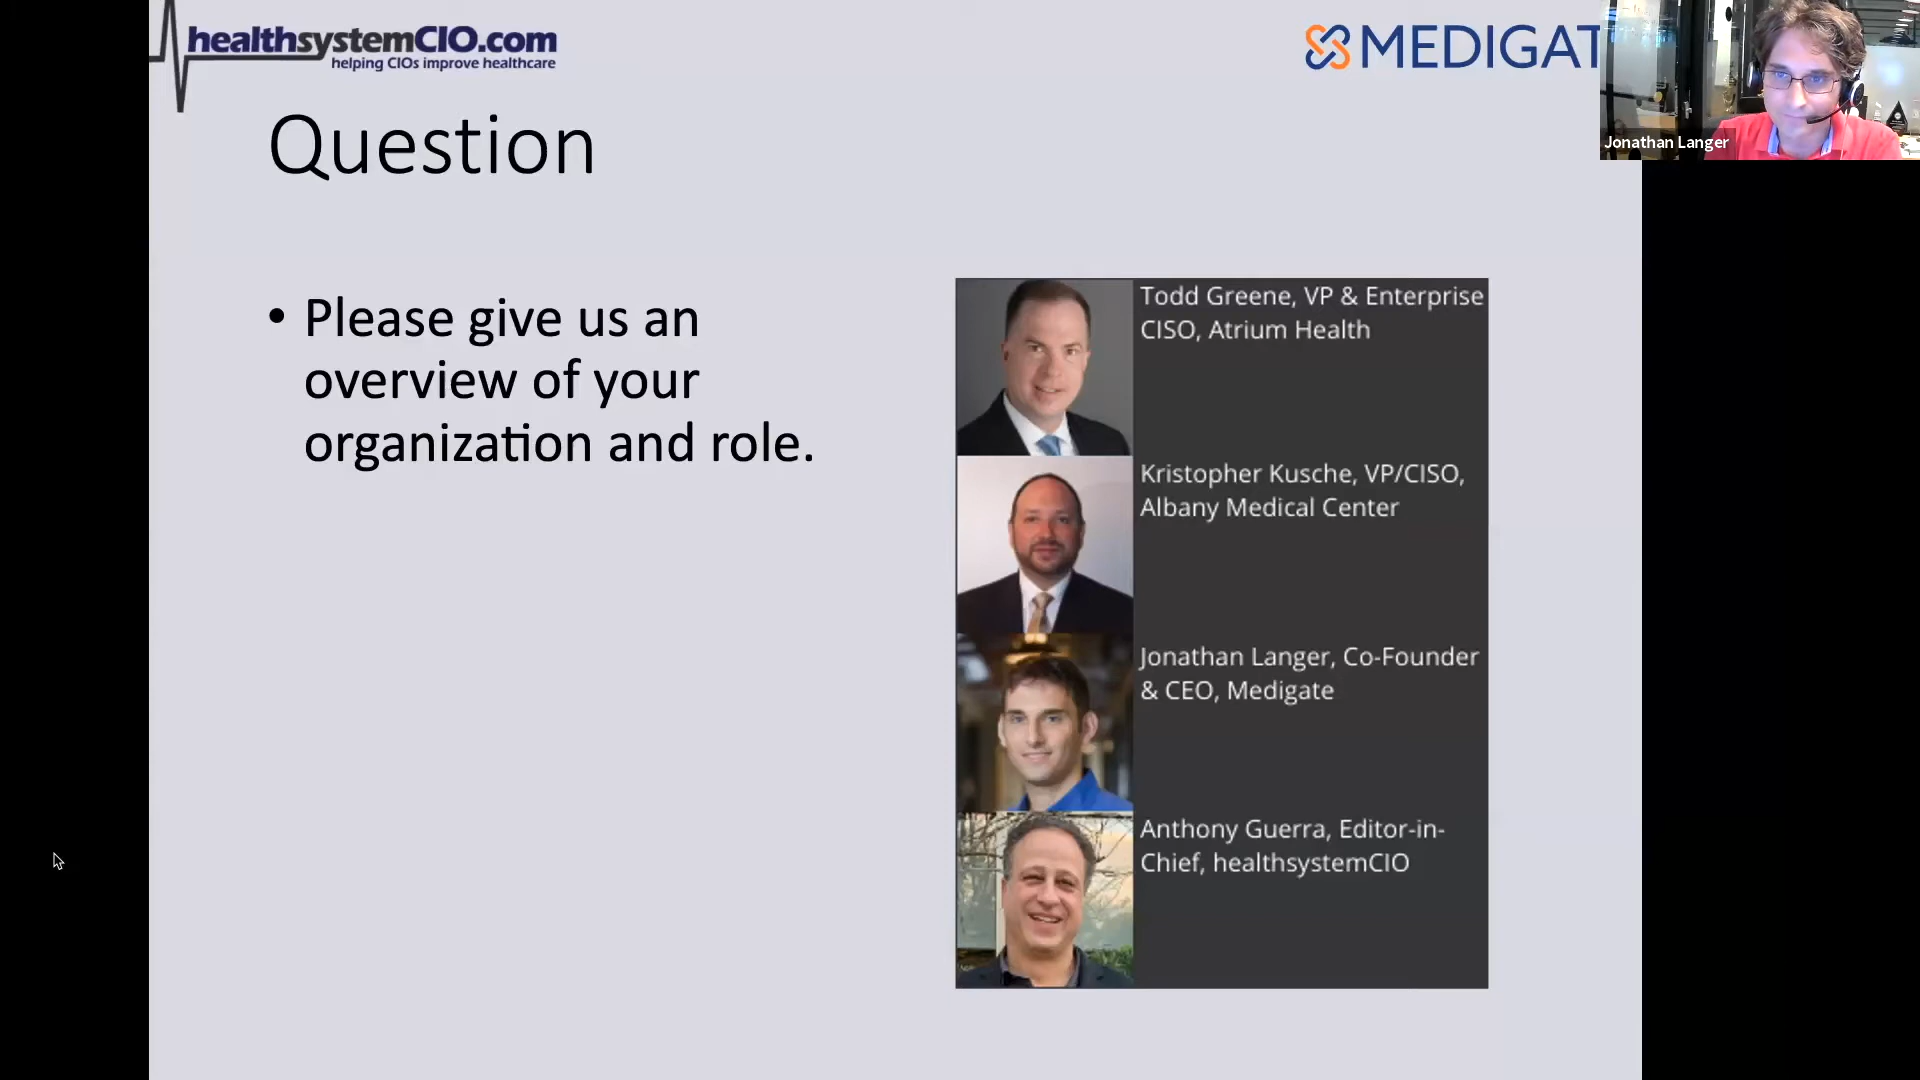 healthsystemCIO.com
helping CIOs improve healthcare
MEDIGAT
Jonathan Langer
Question
• Please give us an
overview of your
organization and role.
Todd Greene, VP & Enterprise
CISO, Atrium Health
Kristopher Kusche, VP/CISO,
Albany Medical Center
Jonathan Langer, Co-Founder
& CEO, Medigate
Anthony Guerra, Editor-in-
Chief, healthsystemCIO